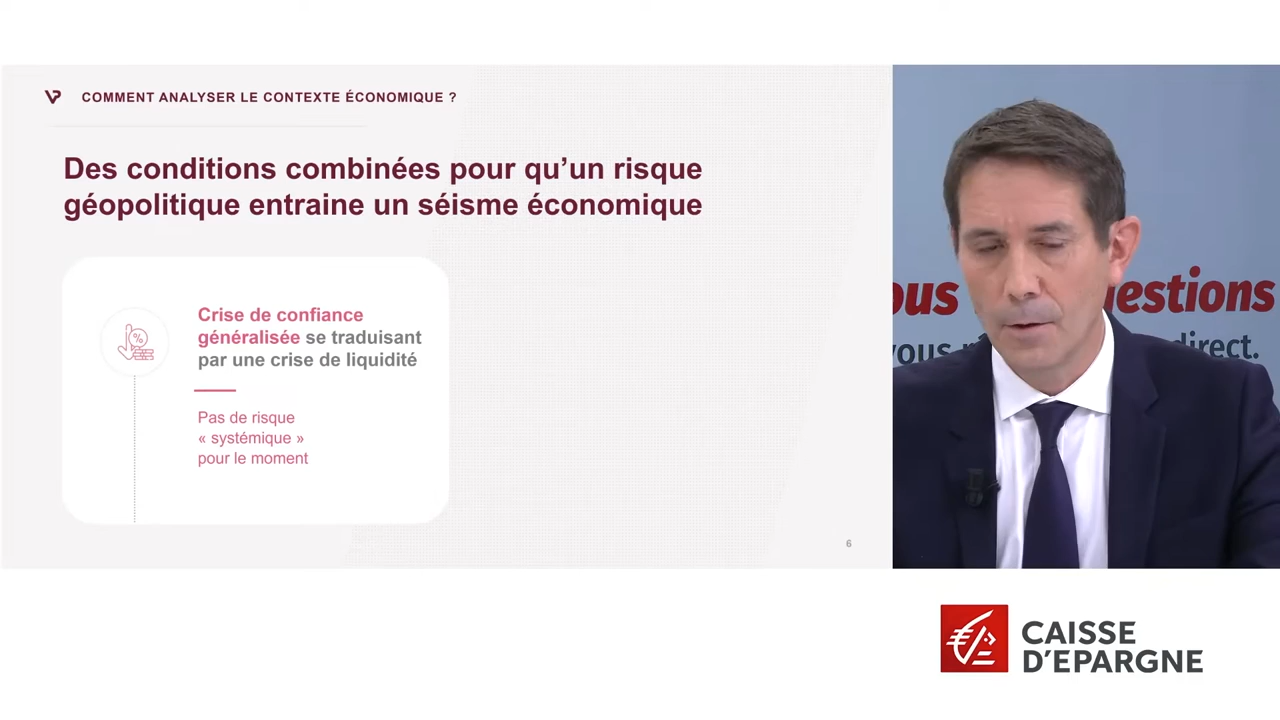 COMMENT ANALYSER LE CONTEXTE ÉCONOMIQUE ?
Des conditions combinées pour qu’un risque
géopolitique entraine un séisme économique
%
Crise de confiance
généralisée se traduisant
par une crise de liquidité
Pas de risque
« systémique »
pour le moment
6
direct.
CAISSE
D'EPARGNE